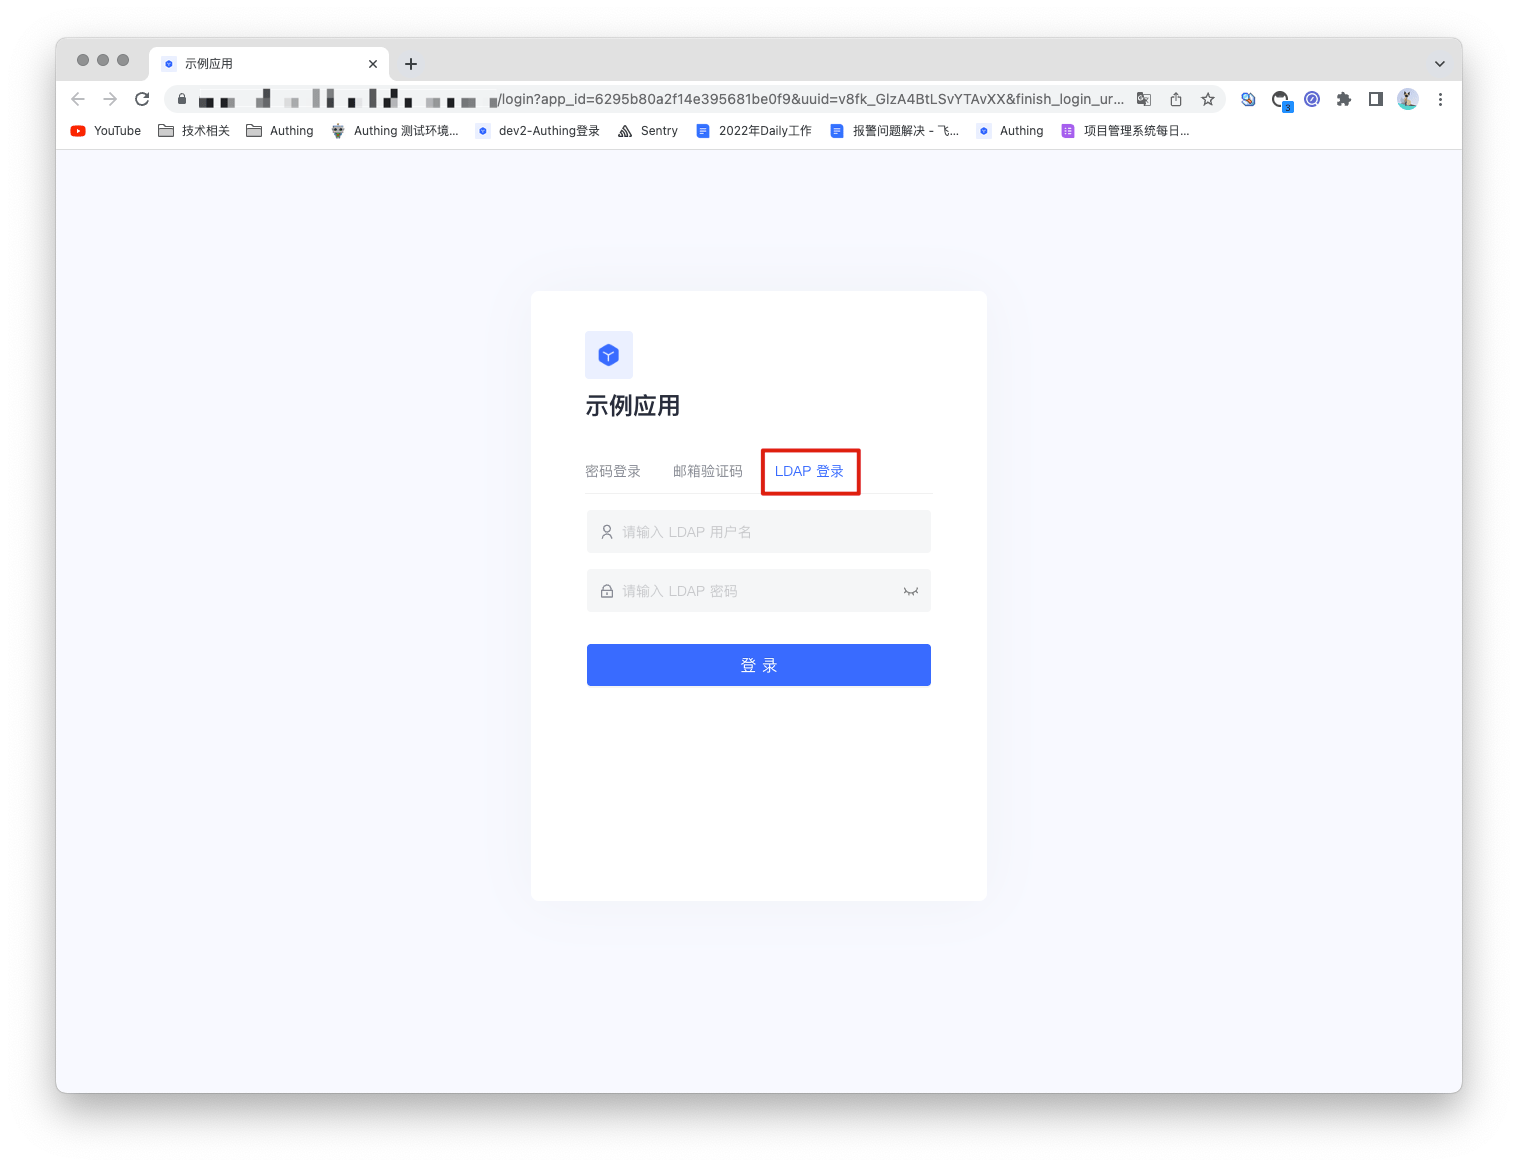 示例应用
/login?app_id=6295b80a2f14e395681be0f9&uuid=v8fk_GlzA4BtLSvYTAvXX&finish_login_ur...
3
YouTube 技术相关 Authing Authing 测试环境... dev2-Authing登录 Sentry 2022年Daily工作 报警问题解决 - 飞... Authing 项目管理系统每日...
示例应用
密码登录 邮箱验证码 LDAP 登录
请输入 LDAP 用户名
请输入 LDAP 密码
登 录